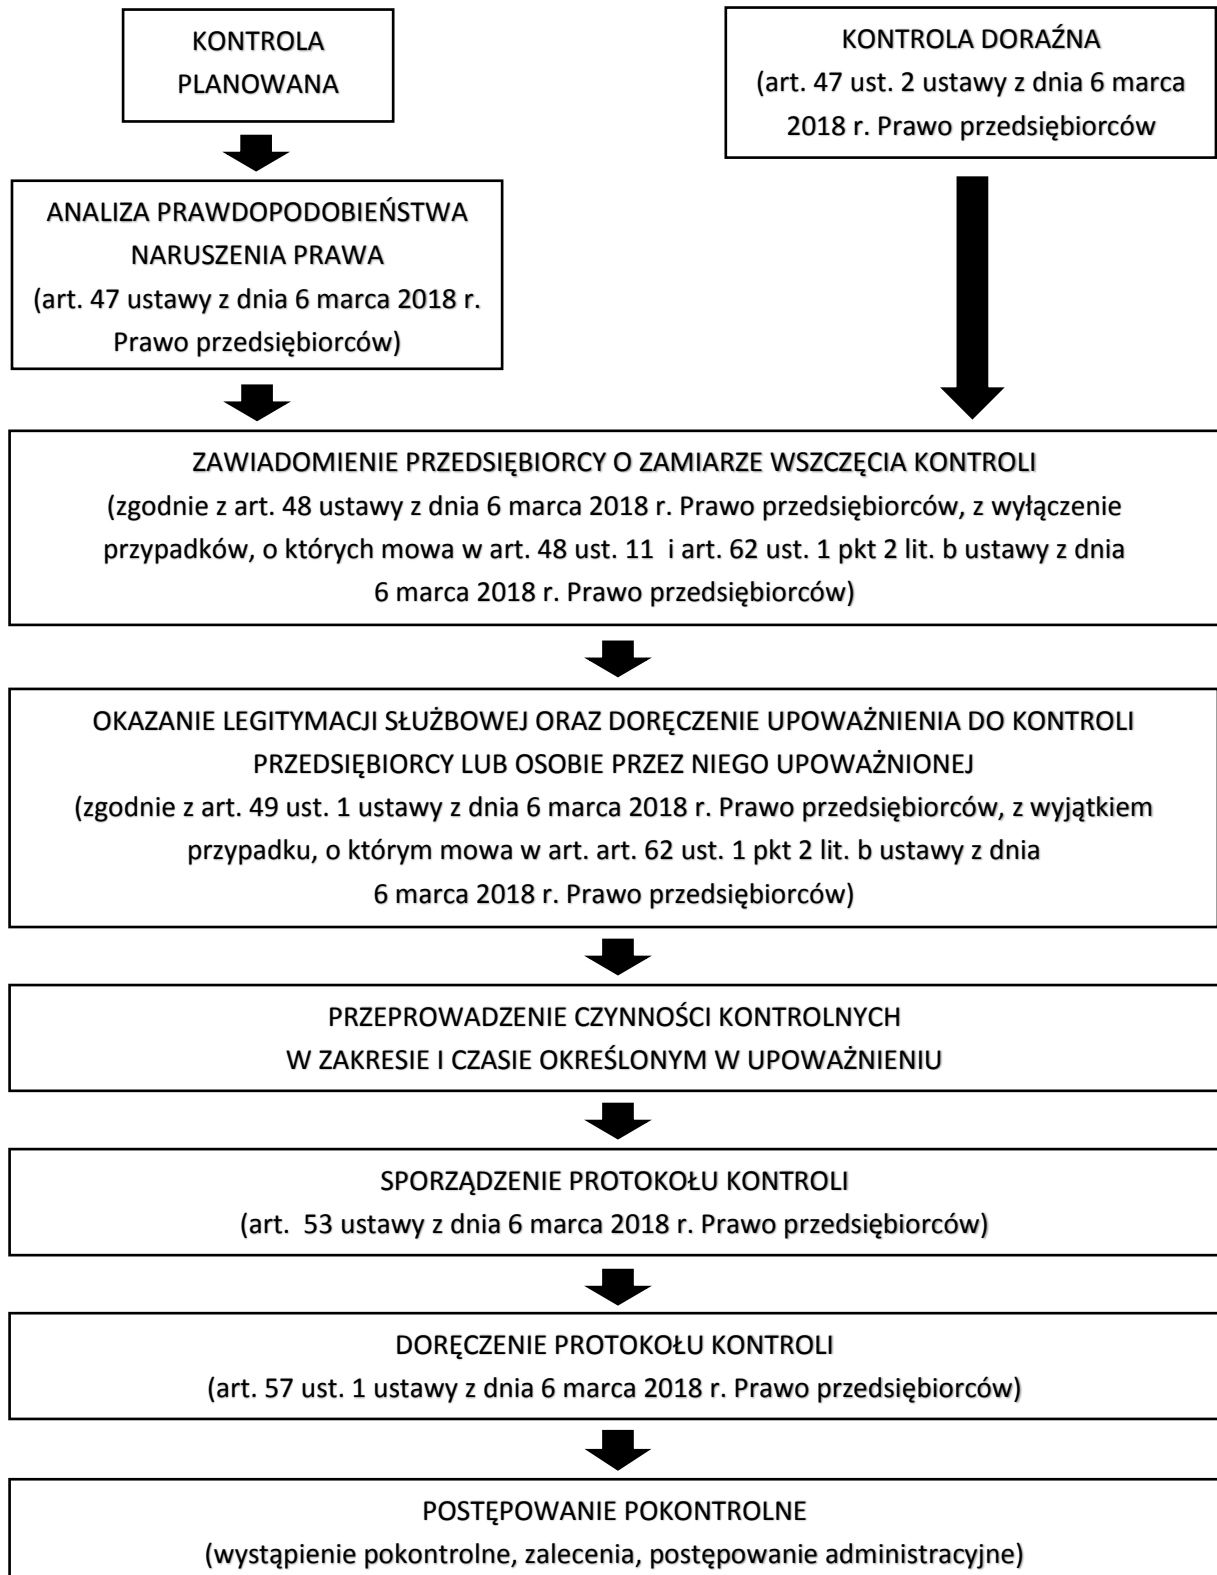 KONTROLA
PLANOWANA
KONTROLA DORAŹNA
(art. 47 ust. 2 ustawy z dnia 6 marca
2018 r. Prawo przedsiębiorców
ANALIZA PRAWDOPODOBIEŃSTWA
NARUSZENIA PRAWA
(art. 47 ustawy z dnia 6 marca 2018 r.
Prawo przedsiębiorców)
ZAWIADOMIENIE PRZEDSIĘBIORCY O ZAMIARZE WSZCZĘCIA KONTROLI
(zgodnie z art. 48 ustawy z dnia 6 marca 2018 r. Prawo przedsiębiorców, z wyłączenie
przypadków, o których mowa w art. 48 ust. 11 i art. 62 ust. 1 pkt 2 lit. b ustawy z dnia
6 marca 2018 r. Prawo przedsiębiorców)
OKAZANIE LEGITYMACJI SŁUŻBOWEJ ORAZ DORĘCZENIE UPOWAŻNIENIA DO KONTROLI
PRZEDSIĘBIORCY LUB OSOBIE PRZEZ NIEGO UPOWAŻNIONEJ
(zgodnie z art. 49 ust. 1 ustawy z dnia 6 marca 2018 r. Prawo przedsiębiorców, z wyjątkiem
przypadku, o którym mowa w art. art. 62 ust. 1 pkt 2 lit. b ustawy z dnia
6 marca 2018 r. Prawo przedsiębiorców)
PRZEPROWADZENIE CZYNNOŚCI KONTROLNYCH
W ZAKRESIE I CZASIE OKREŚLONYM W UPOWAŻNIENIU
SPORZĄDZENIE PROTOKOŁU KONTROLI
(art. 53 ustawy z dnia 6 marca 2018 r. Prawo przedsiębiorców)
DORĘCZENIE PROTOKOŁU KONTROLI
(art. 57 ust. 1 ustawy z dnia 6 marca 2018 r. Prawo przedsiębiorców)
POSTĘPOWANIE POKONTROLNE
(wystąpienie pokontrolne, zalecenia, postępowanie administracyjne)